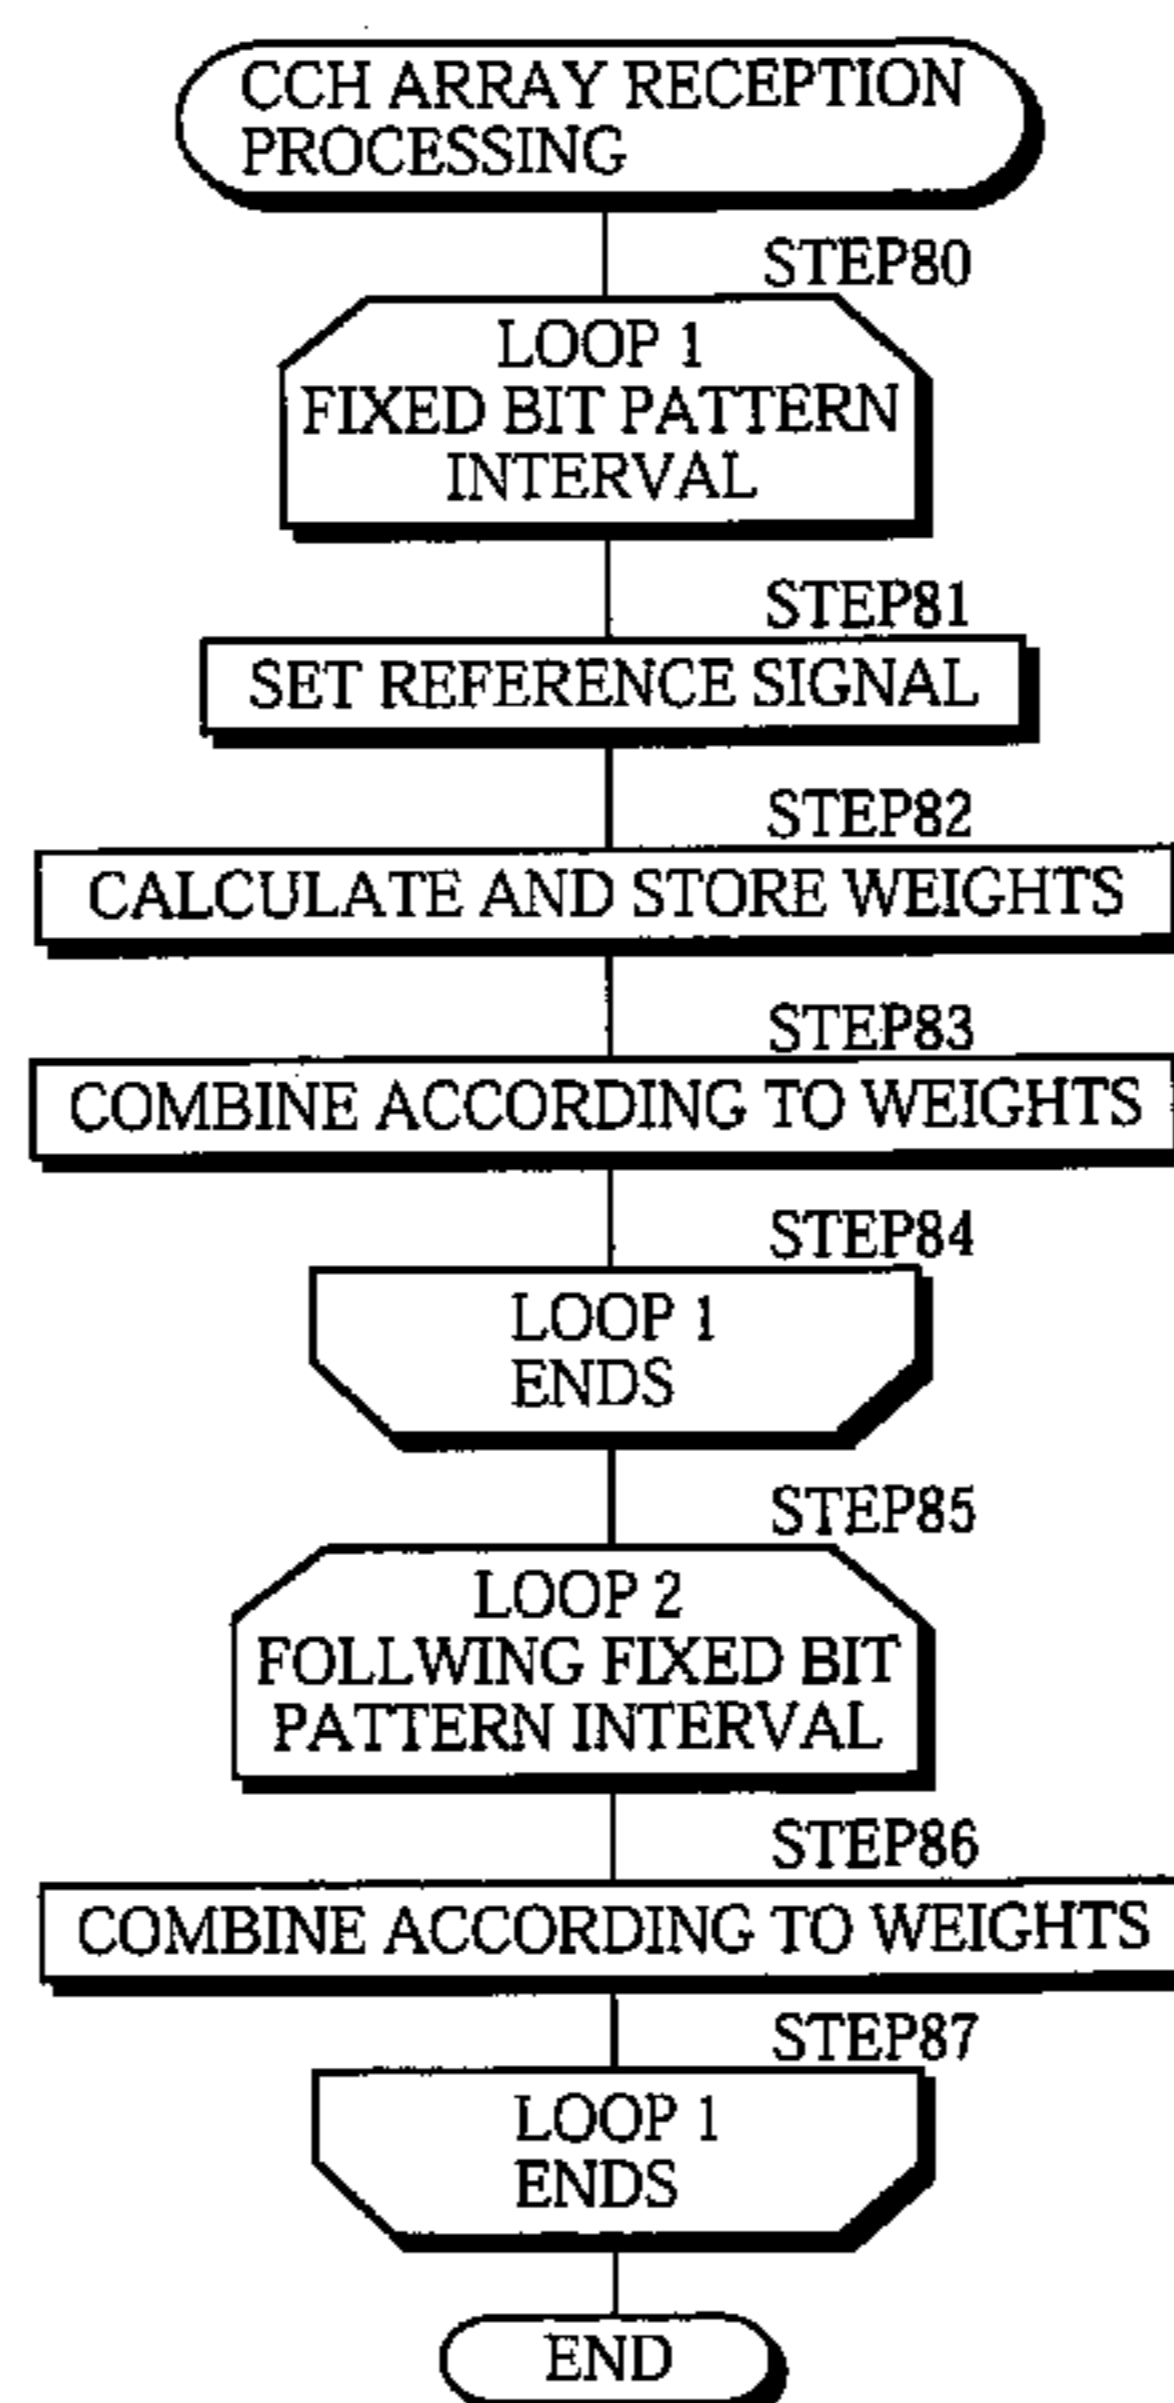 CCH ARRAY RECEPTION
PROCESSING
STEP80
LOOP 1
FIXED BIT PATTERN
INTERVAL
STEP81
SET REFERENCE SIGNAL
STEP82
CALCULATE AND STORE WEIGHTS
STEP83
COMBINE ACCORDING TO WEIGHTS
STEP84
LOOP 1
ENDS
STEP85
LOOP 2
FOLLWING FIXED BIT
PATTERN INTERVAL
STEP86
COMBINE ACCORDING TO WEIGHTS
STEP87
LOOP 1
ENDS
END